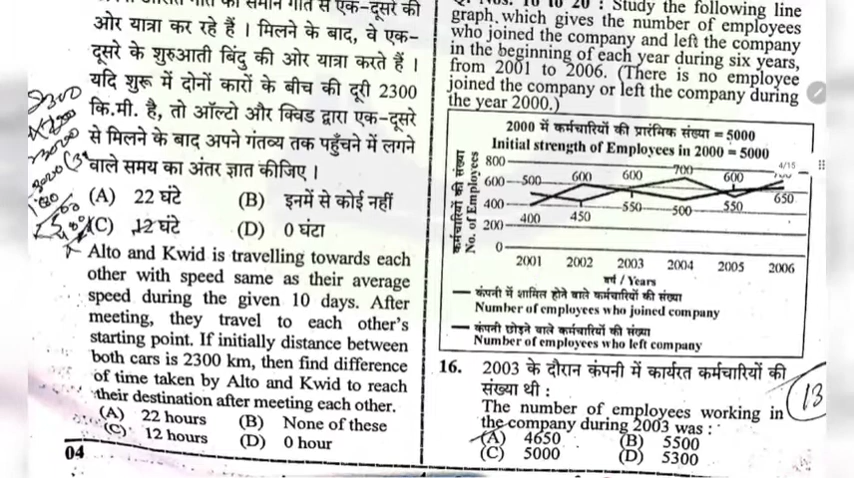 ओर यात्रा कर रहे हैं । मिलने के बाद, वे एक-
दूसरे के शुरुआती बिंदु की ओर यात्रा करते हैं ।
यदि शुरू में दोनों कारों के बीच की दूरी 2300
कि.मी. है, तो ऑल्टो और क्विड द्वारा एक-दूसरे
से मिलने के बाद अपने गंतव्य तक पहुँचने में लगने
वाले समय का अंतर ज्ञात कीजिए ।
(A) 22 घंटे (B) इनमें से कोई नहीं
(C) 12 घंटे (D) 0 घंटा
Alto and Kwid is travelling towards each
other with speed same as their average
speed during the given 10 days. After
meeting, they travel to each other's
starting point. If initially distance between
both cars is 2300 km, then find difference
of time taken by Alto and Kwid to reach
their destination after meeting each other.
(A) 22 hours (B) None of these
(C) 12 hours (D) 0 hour
04
Study the following line
graph, which gives the number of employees
who joined the company and left the company
in the beginning of each year during six years,
from 2001 to 2006. (There is no employee
joined the company or left the company during
the year 2000.)
2000 में कर्मचारियों की प्रारंभिक संख्या = 5000
Initial strength of Employees in 2000 = 5000
4/15
कर्मचारियों की संख्या
No. of Employees
800
600
400
200
0
500 600 600 700 600
400 450 550 500 550 650
2001 2002 2003 2004 2005 2006
वर्ष / Years
कंपनी में शामिल होने वाले कर्मचारियों की संख्या
Number of employees who joined company
कंपनी छोड़ने वाले कर्मचारियों की संख्या
Number of employees who left company
16. 2003 के दौरान कंपनी में कार्यरत कर्मचारियों की
संख्या थी :
The number of employees working in
the company during 2003 was :
(A) 4650 (B) 5500
(C) 5000 (D) 5300
13
2300